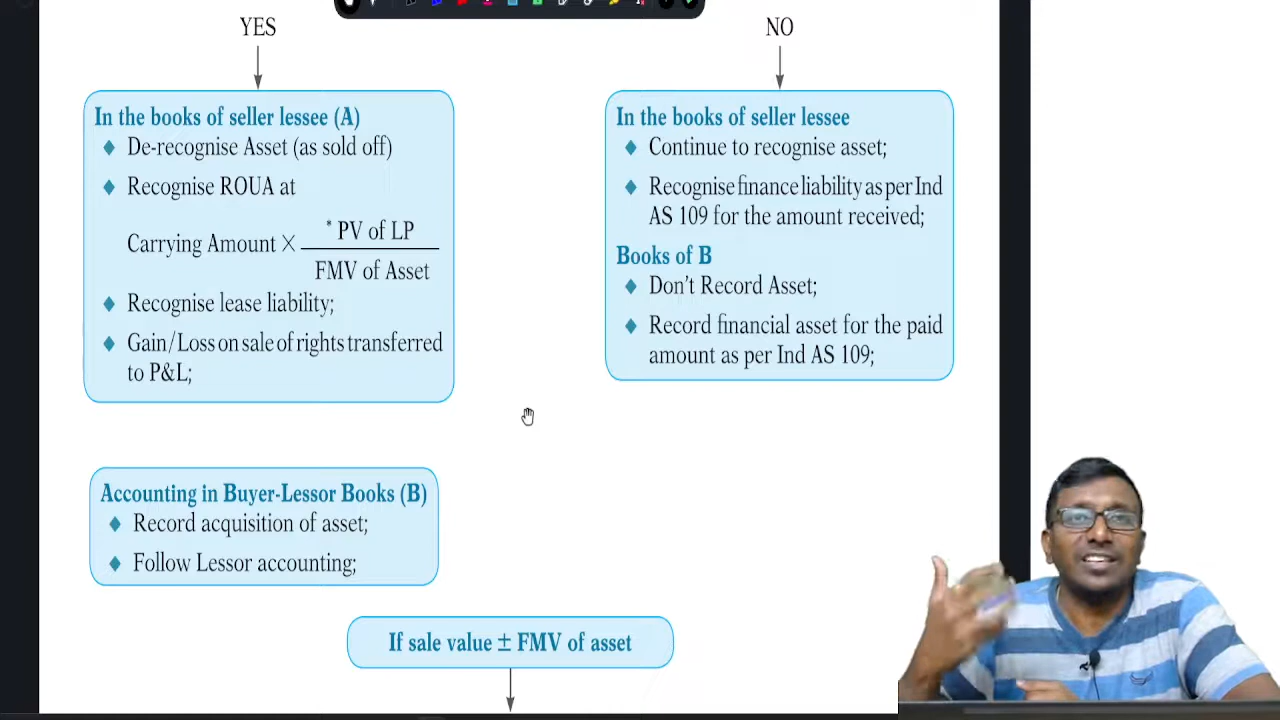 YES
NO
In the books of seller lessee (A)
♦ De-recognise Asset (as sold off)
♦ Recognise ROUA at
Carrying Amount × * PV of LP
FMV of Asset
♦ Recognise lease liability;
♦ Gain/Loss on sale of rights transferred
to P&L;
In the books of seller lessee
♦ Continue to recognise asset;
♦ Recognise finance liability as per Ind
AS 109 for the amount received;
Books of B
♦ Don't Record Asset;
♦ Record financial asset for the paid
amount as per Ind AS 109;
Accounting in Buyer-Lessor Books (B)
♦ Record acquisition of asset;
♦ Follow Lessor accounting;
If sale value ± FMV of asset